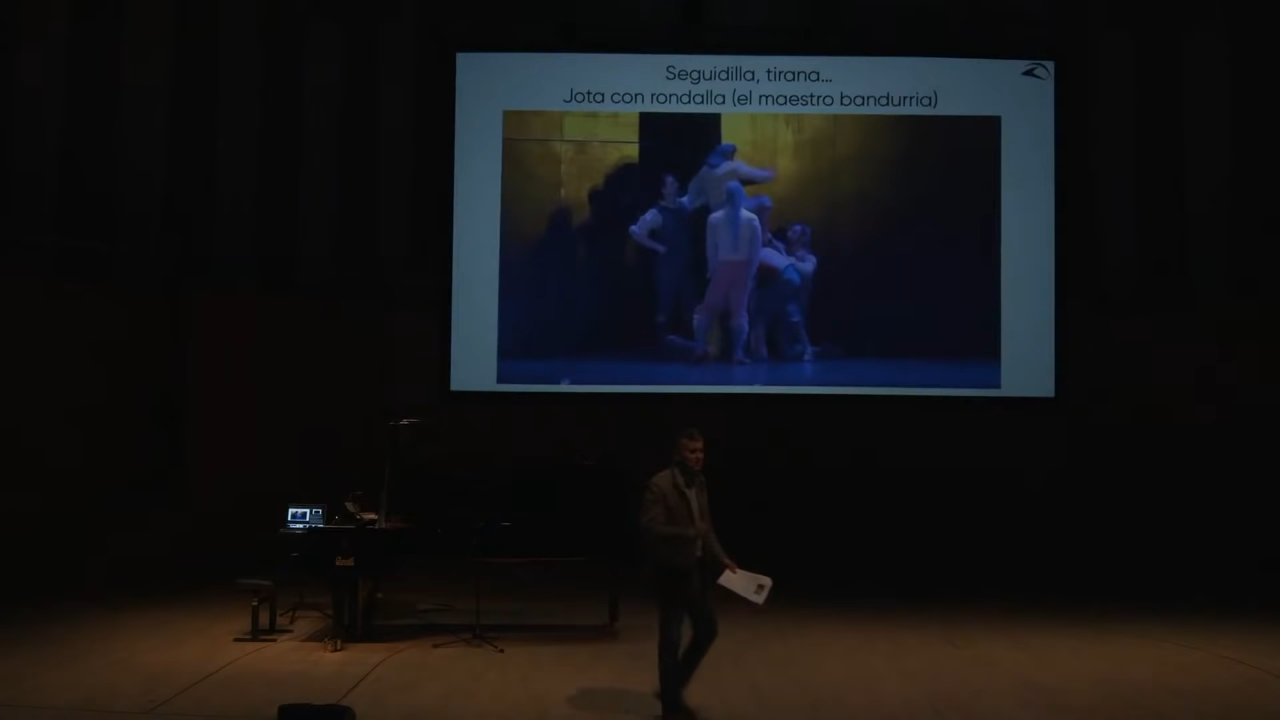 Seguidilla, tirana...
Jota con rondalla (el maestro bandurria)